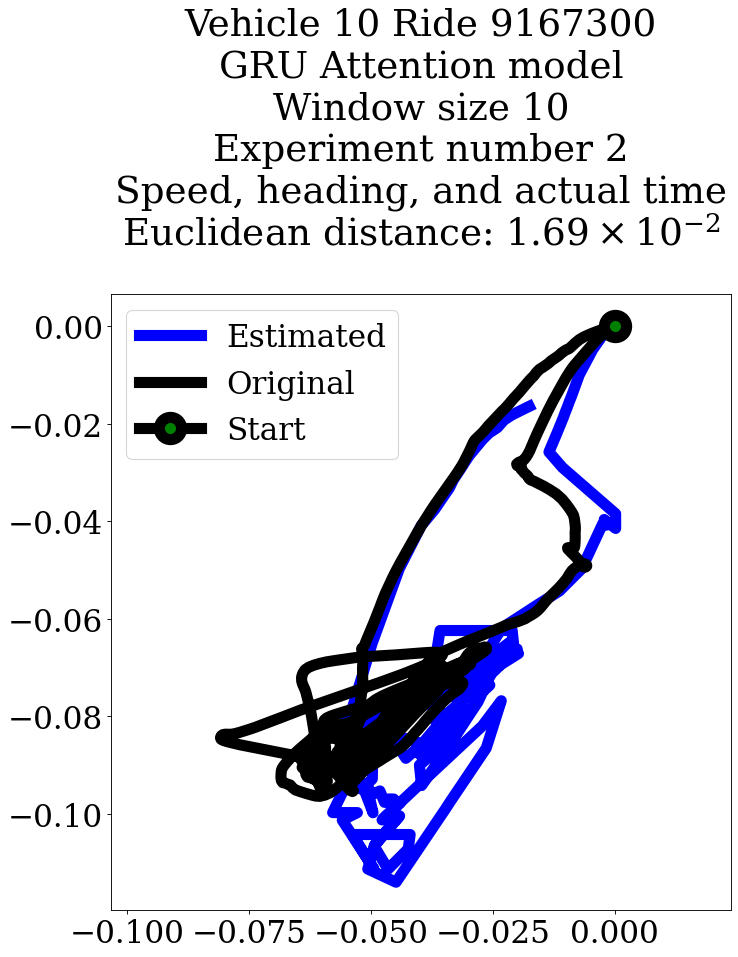 Vehicle 10 Ride 9167300
GRU Attention model
Window size 10
Experiment number 2
Speed, heading, and actual time
Euclidean distance: 1.69 × 10⁻²
Estimated
Original
Start
0.00
−0.02
−0.04
−0.06
−0.08
−0.10
−0.100 −0.075 −0.050 −0.025 0.000